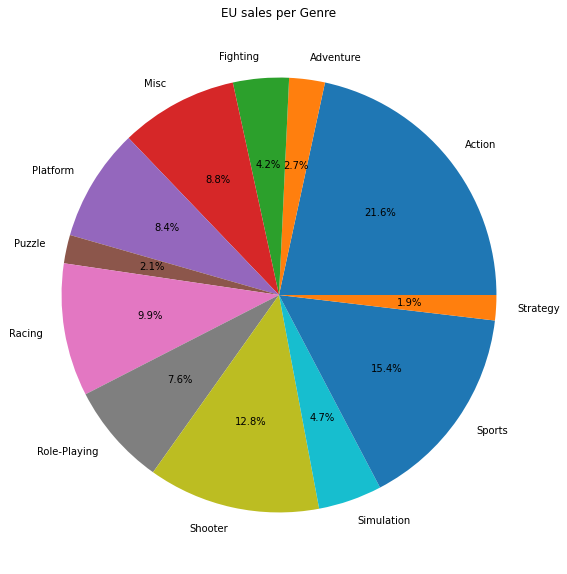 EU sales per Genre
Fighting
Adventure
Misc
Action
4.2%
2.7%
Platform
8.8%
21.6%
8.4%
Puzzle
2.1%
1.9%
Strategy
9.9%
Racing
15.4%
7.6%
12.8%
4.7%
Sports
Role-Playing
Simulation
Shooter